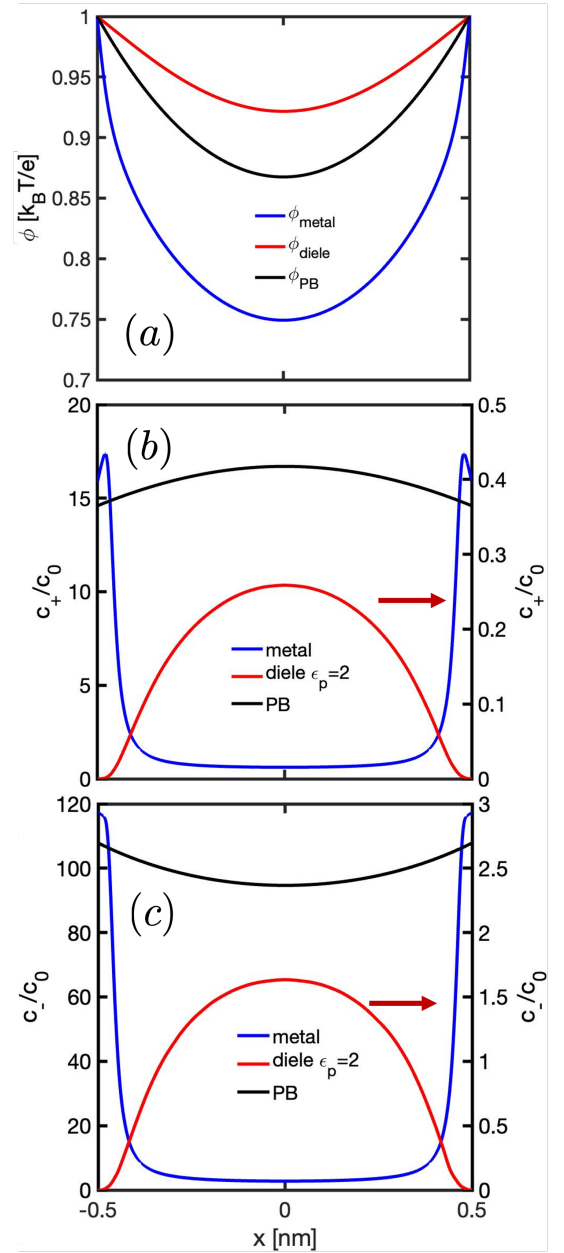 1
0.95
0.9
0.85
0.8
0.75
0.7
ϕ [k_BT/e]
ϕ_metal
ϕ_diele
ϕ_PB
(a)
20
15
10
5
0
c_+/c_0
(b)
0.5
0.4
0.3
0.2
0.1
0
c_+/c_0
metal
diele ϵ_p=2
PB
120
100
80
60
40
20
0
c_-/c_0
(c)
3
2.5
2
1.5
1
0.5
0
c_-/c_0
metal
diele ϵ_p=2
PB
-0.5 0 0.5
x [nm]